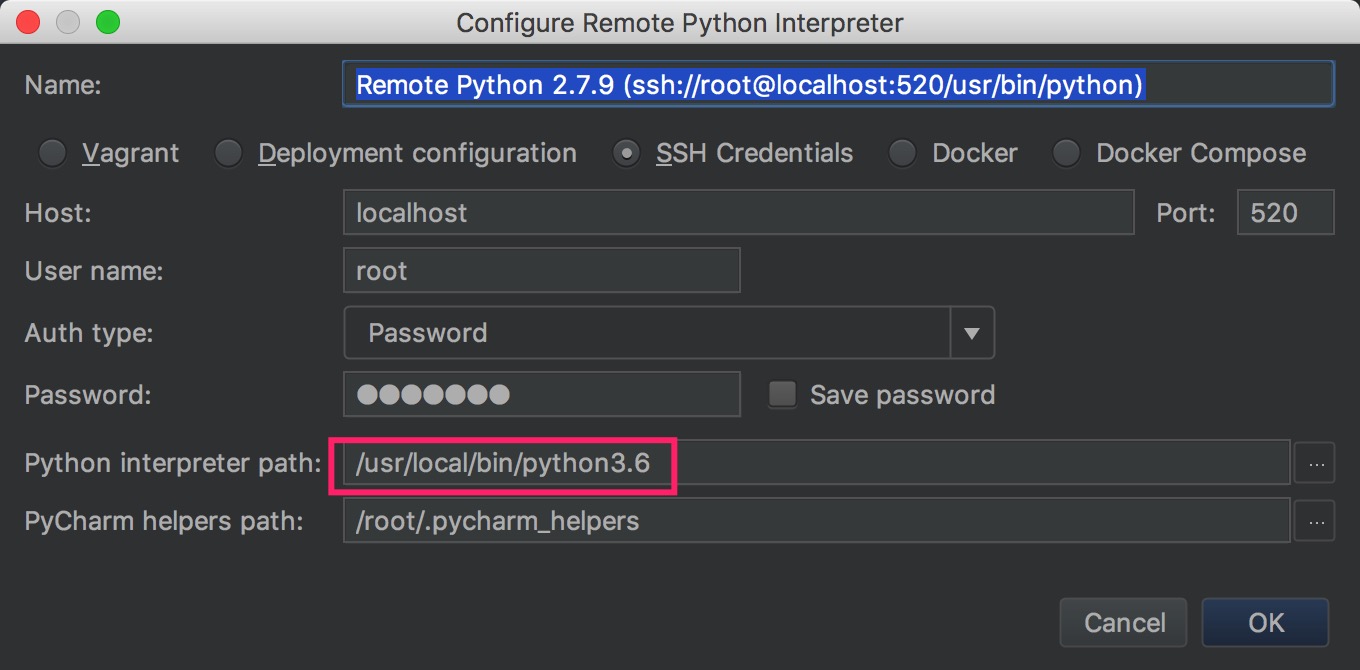 Configure Remote Python Interpreter
Name: Remote Python 2.7.9 (ssh://root@localhost:520/usr/bin/python)
Vagrant Deployment configuration SSH Credentials Docker Docker Compose
Host: localhost Port: 520
User name: root
Auth type: Password
Password: ●●●●●●● Save password
Python interpreter path: /usr/local/bin/python3.6 ...
PyCharm helpers path: /root/.pycharm_helpers ...
Cancel OK